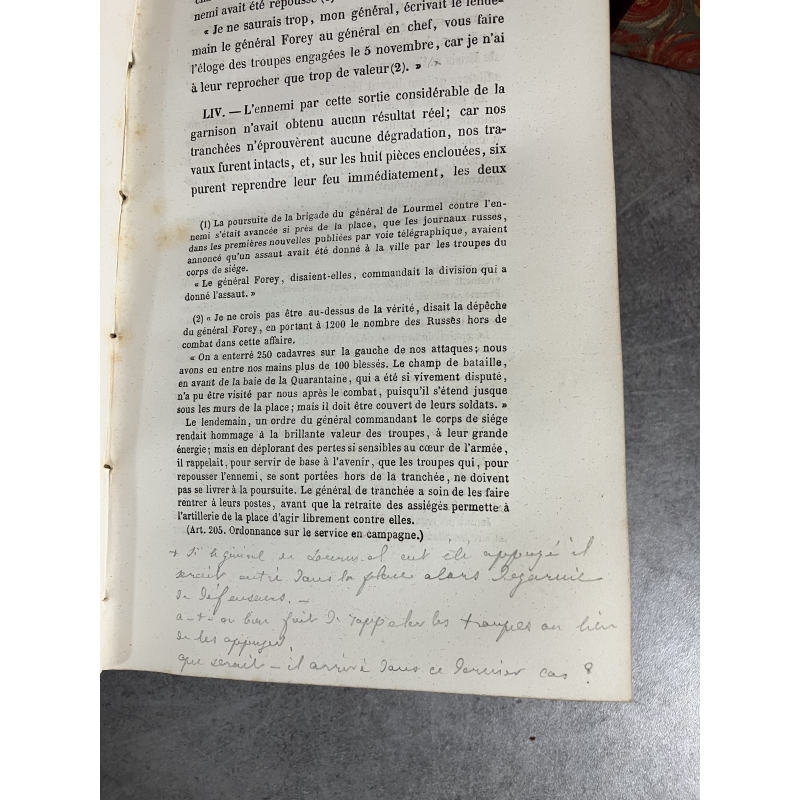 nemi avait été repoussé
« Je ne saurais trop, mon général, écrivait le lende-
main le général Forey au général en chef, vous faire
l'éloge des troupes engagées le 5 novembre, car je n'ai
à leur reprocher que trop de valeur (2). » ×
LIV. — L'ennemi par cette sortie considérable de la
garnison n'avait obtenu aucun résultat réel; car nos
tranchées n'éprouvèrent aucune dégradation, nos tra-
vaux furent intacts, et, sur les huit pièces enclouées, six
purent reprendre leur feu immédiatement, les deux
(1) La poursuite de la brigade du général de Lourmel contre l'en-
nemi s'était avancée si près de la place, que les journaux russes,
dans les premières nouvelles publiées par voie télégraphique, avaient
annoncé qu'un assaut avait été donné à la ville par les troupes du
corps de siége.
« Le général Forey, disaient-elles, commandait la division qui a
donné l'assaut. »
(2) « Je ne crois pas être au-dessus de la vérité, disait la dépêche
du général Forey, en portant à 1200 le nombre des Russes hors de
combat dans cette affaire.
« On a enterré 250 cadavres sur la gauche de nos attaques; nous
avons eu entre nos mains plus de 100 blessés. Le champ de bataille,
en avant de la baie de la Quarantaine, qui a été si vivement disputé,
n'a pu être visité par nous après le combat, puisqu'il s'étend jusque
sous les murs de la place; mais il doit être couvert de leurs soldats. »
Le lendemain, un ordre du général commandant le corps de siége
rendait hommage à la brillante valeur des troupes, à leur grande
énergie; mais en déplorant des pertes si sensibles au cœur de l'armée,
il rappelait, pour servir de base à l'avenir, que les troupes qui, pour
repousser l'ennemi, se sont portées hors de la tranchée, ne doivent
pas se livrer à la poursuite. Le général de tranchée a soin de les faire
rentrer à leurs postes, avant que la retraite des assiégés permette à
l'artillerie de la place d'agir librement contre elles.
(Art. 205. Ordonnance sur le service en campagne.)
× Si le général de Lourmel eut été appuyé il
serait entré dans la place alors degarnie
de défenseurs. —
a-t-on bien fait de rappeler les troupes au lieu
de les appuyer,
que serait-il arrivé dans ce dernier cas ?